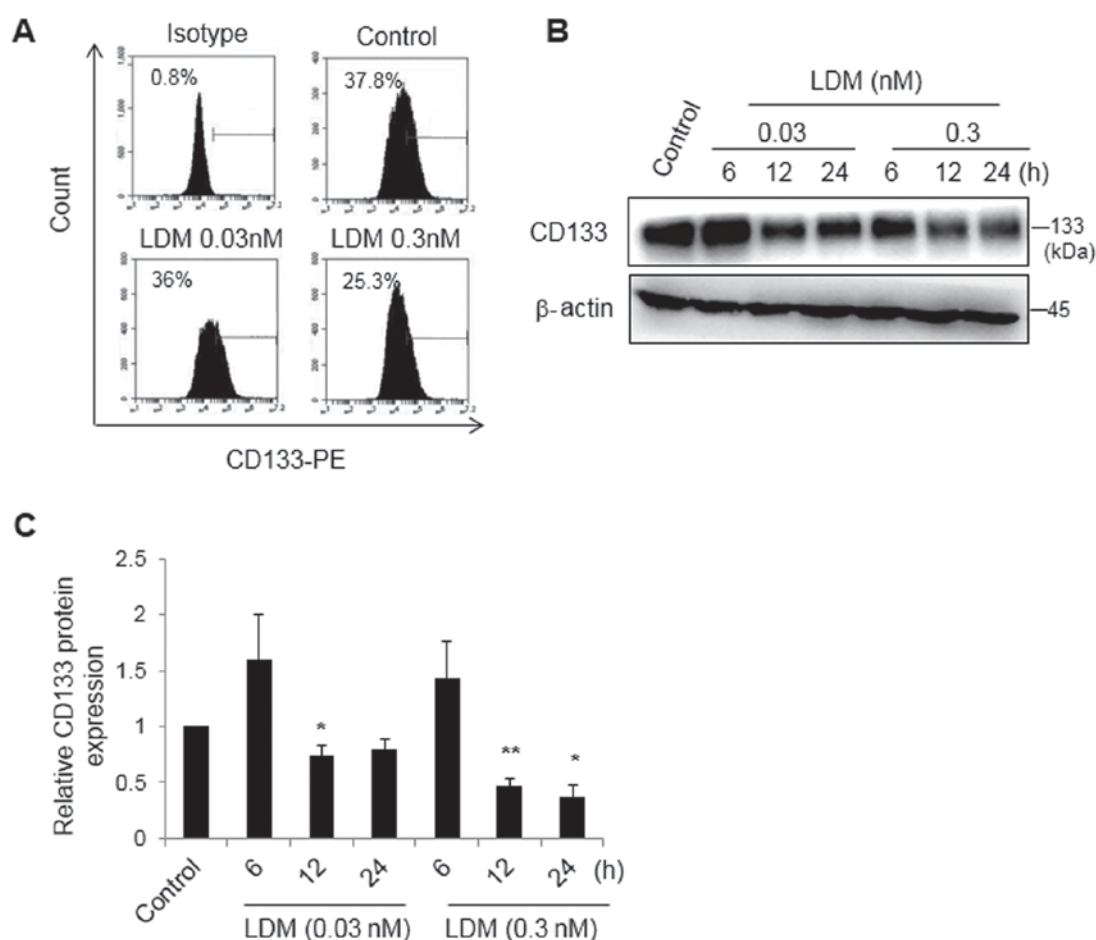 A
Isotype
Control
0.8%
37.8%
LDM 0.03nM
LDM 0.3nM
36%
25.3%
Count
CD133-PE
B
LDM (nM)
Control
0.03
0.3
6 12 24 6 12 24 (h)
CD133
133
(kDa)
β-actin
45
C
Relative CD133 protein
expression
2.5
2
1.5
1
0.5
0
*
**
*
Control
6 12 24 6 12 24 (h)
LDM (0.03 nM)
LDM (0.3 nM)